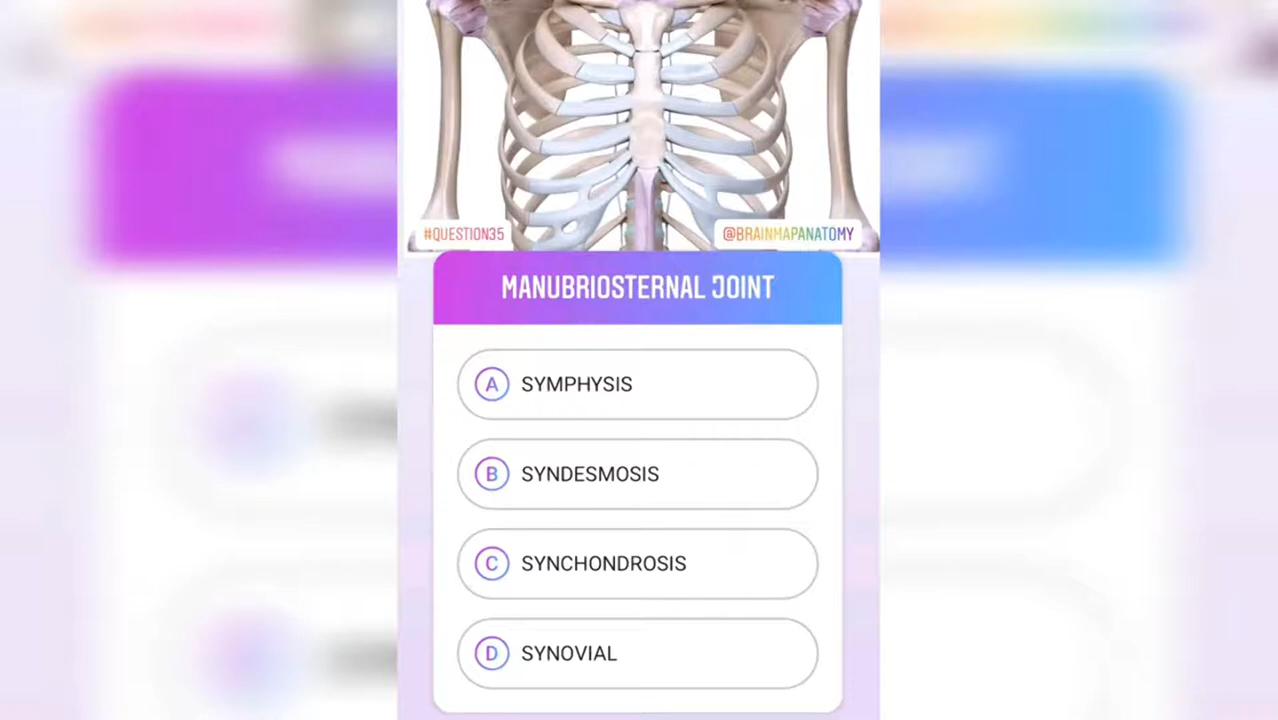 #QUESTION35
@BRAINMAPANATOMY
MANUBRIOSTERNAL JOINT
A SYMPHYSIS
B SYNDESMOSIS
C SYNCHONDROSIS
D SYNOVIAL